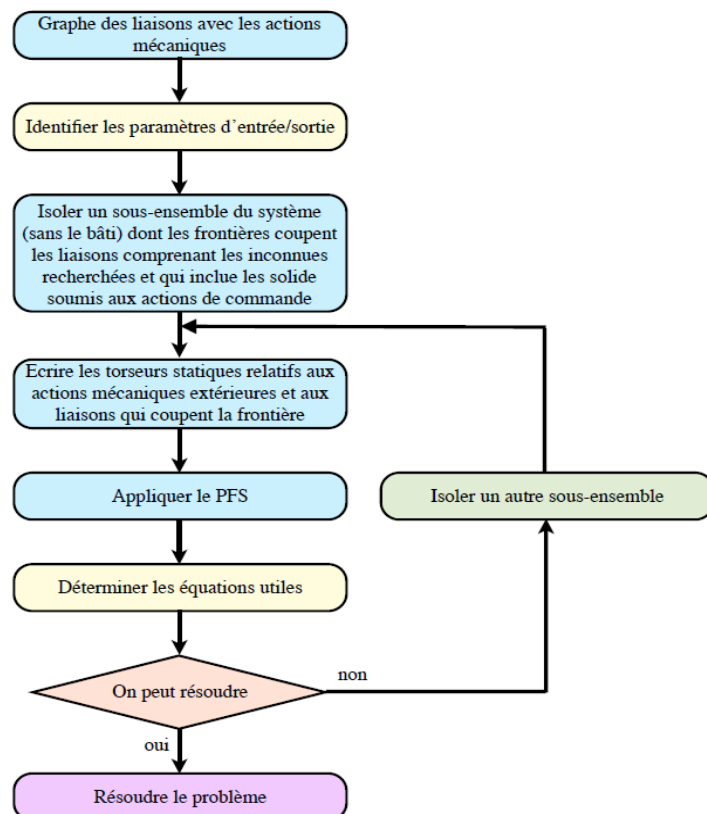 Graphe des liaisons avec les actions
mécaniques
Identifier les paramètres d'entrée/sortie
Isoler un sous-ensemble du système
(sans le bâti) dont les frontières coupent
les liaisons comprenant les inconnues
recherchées et qui inclue les solide
soumis aux actions de commande
Ecrire les torseurs statiques relatifs aux
actions mécaniques extérieures et aux
liaisons qui coupent la frontière
Appliquer le PFS
Isoler un autre sous-ensemble
Déterminer les équations utiles
On peut résoudre
non
oui
Résoudre le problème